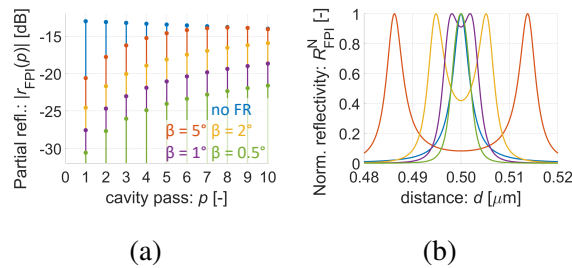 Partial refl.: |r_FPI(p)| [dB]
-15
-20
-25
-30
no FR
β = 5° β = 2°
β = 1° β = 0.5°
0 1 2 3 4 5 6 7 8 9 10
cavity pass: p [-]
(a)
Norm. reflectivity: R^N_FPI [-]
1
0.8
0.6
0.4
0.2
0
0.48 0.49 0.50 0.51 0.52
distance: d [μm]
(b)